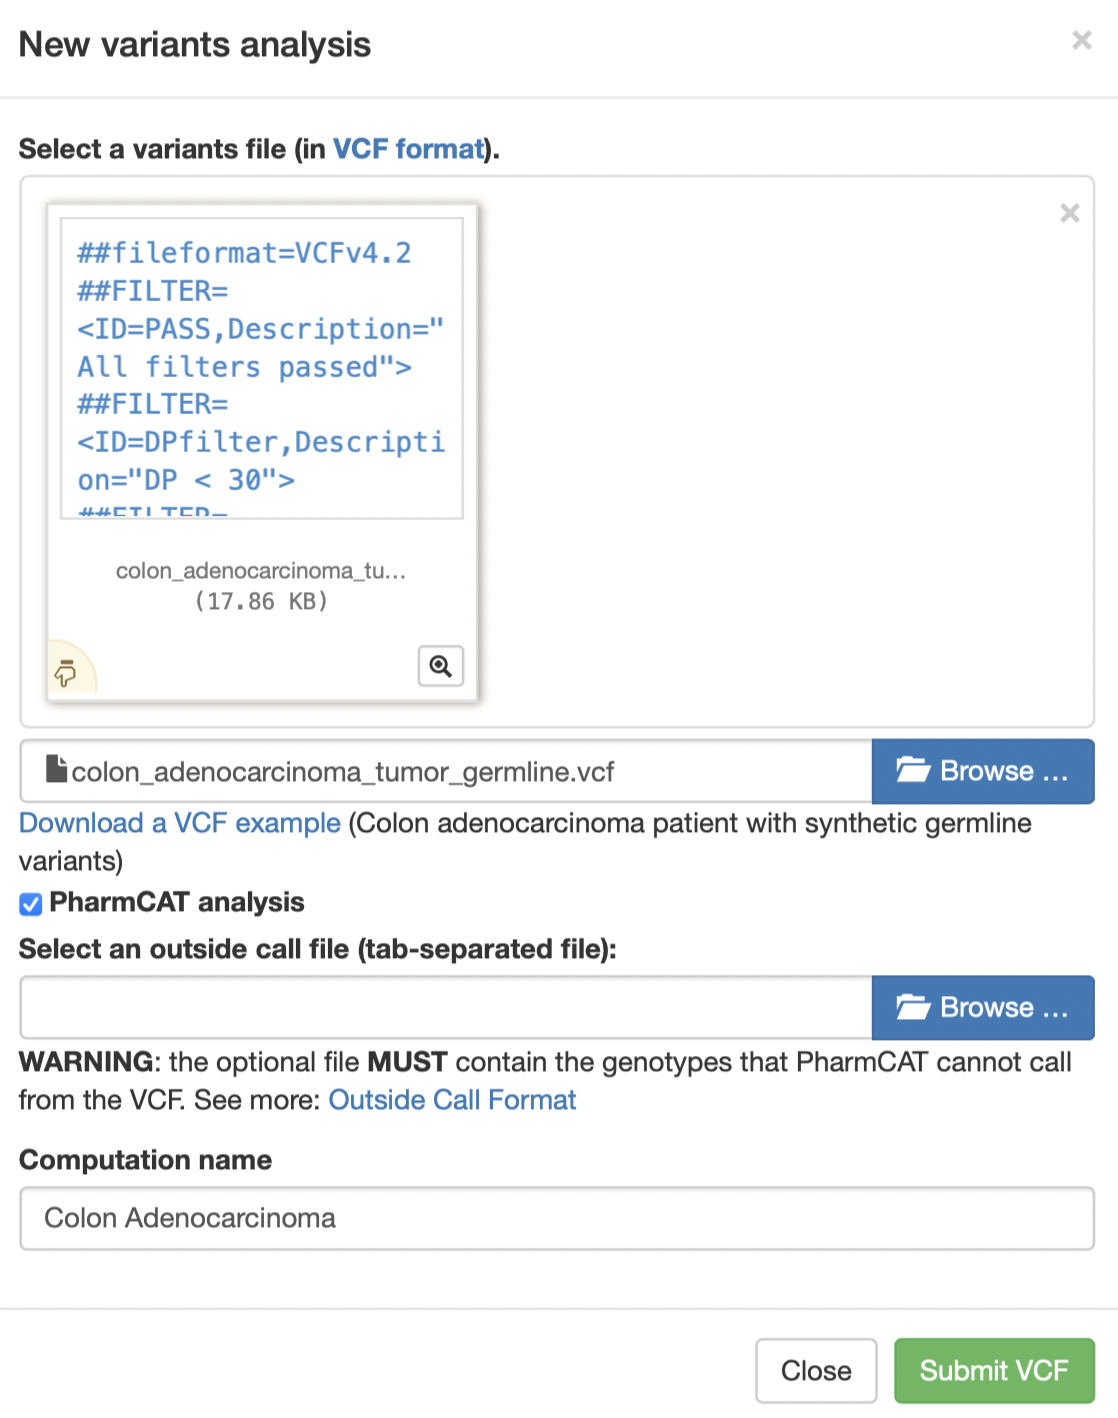 New variants analysis
×
Select a variants file (in VCF format).
×
##fileformat=VCFv4.2
##FILTER=
<ID=PASS,Description="
All filters passed">
##FILTER=
<ID=DPfilter,Descripti
on="DP < 30">
##FILTER=
colon_adenocarcinoma_tu...
(17.86 KB)
colon_adenocarcinoma_tumor_germline.vcf
Browse ...
Download a VCF example (Colon adenocarcinoma patient with synthetic germline
variants)
PharmCAT analysis
Select an outside call file (tab-separated file):
Browse ...
WARNING: the optional file MUST contain the genotypes that PharmCAT cannot call
from the VCF. See more: Outside Call Format
Computation name
Colon Adenocarcinoma
Close
Submit VCF